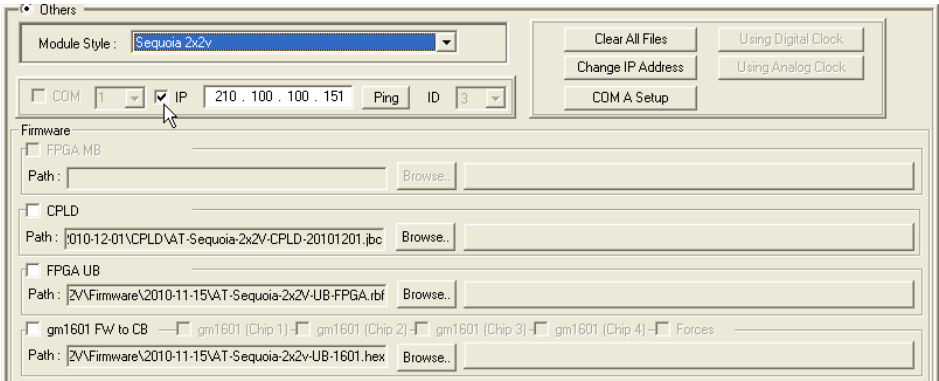 Others
Module Style : Sequoia 2x2v
Clear All Files Using Digital Clock
Change IP Address Using Analog Clock
COM A Setup
COM 1 IP 210 . 100 . 100 . 151 Ping ID 3
Firmware
FPGA MB
Path : Browse..
CPLD
Path : 2010-12-01\CPLD\AT-Sequoia-2x2V-CPLD-20101201.jbc Browse..
FPGA UB
Path : 2V\Firmware\2010-11-15\AT-Sequoia-2x2V-UB-FPGA.rbf Browse..
gm1601 FW to CB gm1601 (Chip 1) gm1601 (Chip 2) gm1601 (Chip 3) gm1601 (Chip 4) Forces
Path : 2V\Firmware\2010-11-15\AT-Sequoia-2x2v-UB-1601.hex Browse..